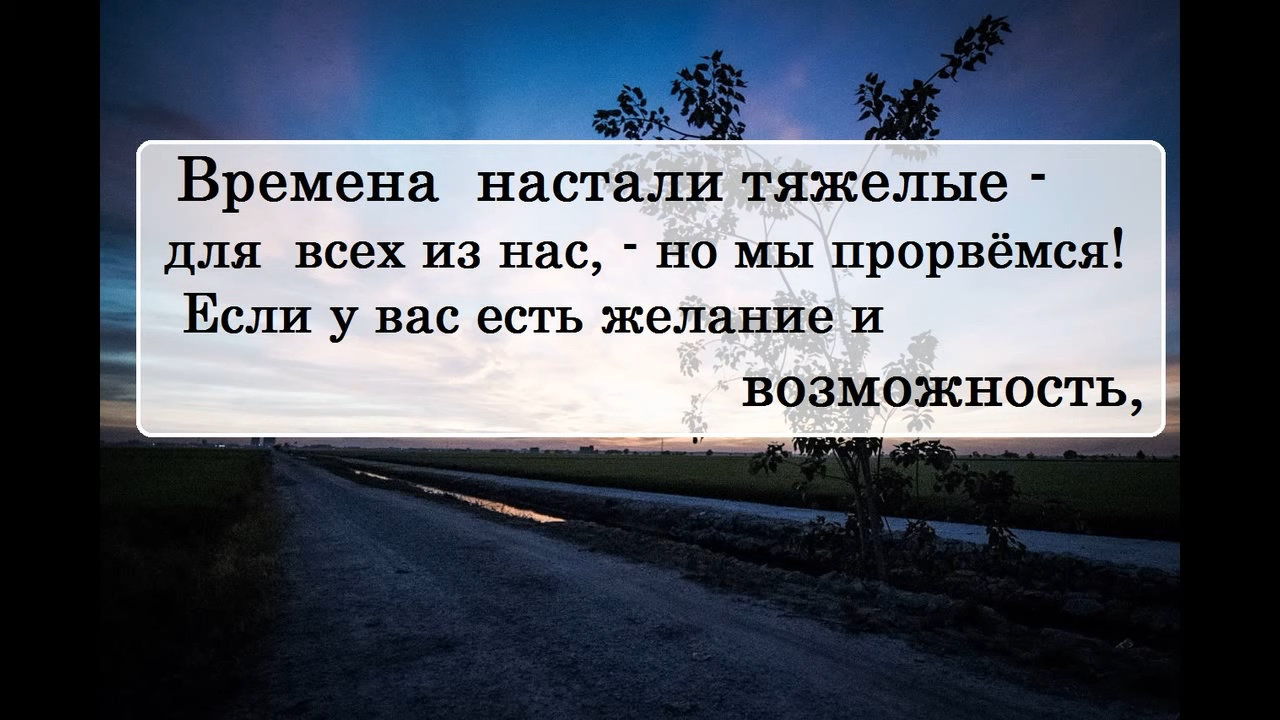 Времена настали тяжелые -
для всех из нас, - но мы прорвёмся!
Если у вас есть желание и
возможность,